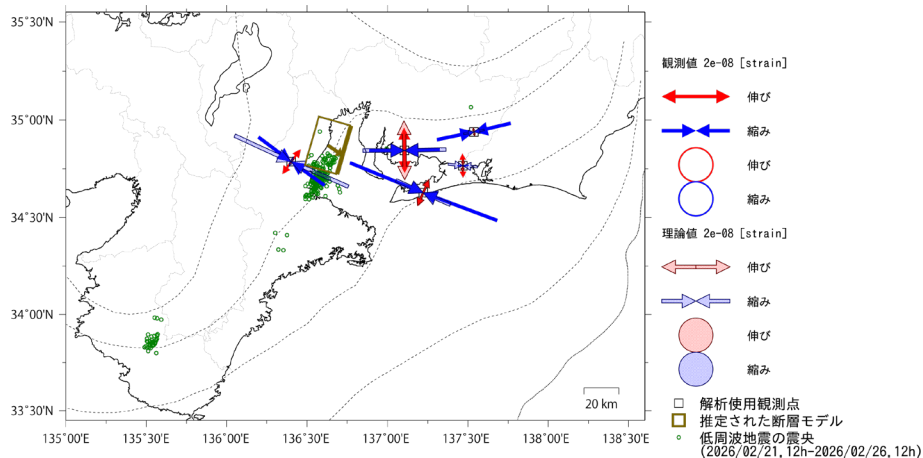 35°30'N
35°00'N
34°30'N
34°00'N
33°30'N
135°00'E
135°30'E
136°00'E
136°30'E
137°00'E
137°30'E
138°00'E
138°30'E
20 km
観測値 2e-08 [strain]
伸び
縮み
伸び
縮み
理論値 2e-08 [strain]
伸び
縮み
伸び
縮み
解析使用観測点
推定された断層モデル
低周波地震の震央
(2026/02/21,12h−2026/02/26,12h)